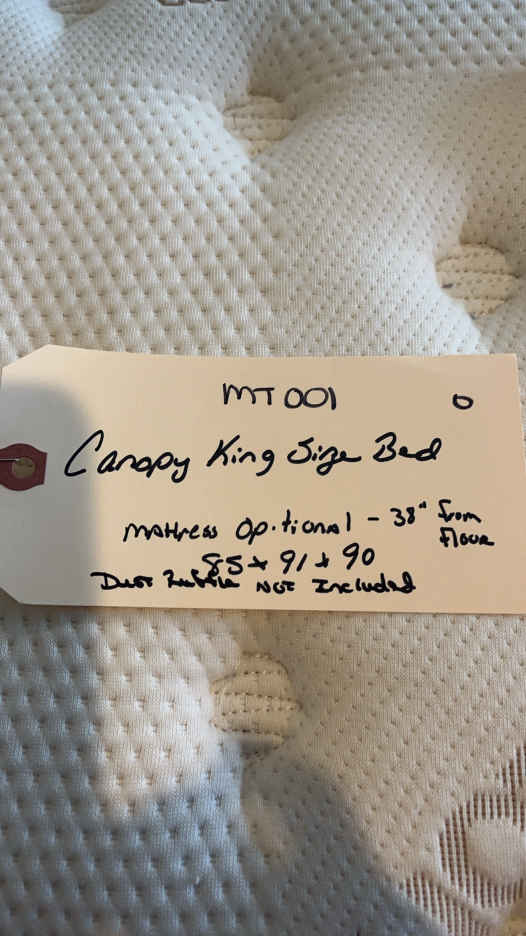 MT001
O
Canopy King Size Bed
Mattress Optional - 38" from
Floor
85 x 91 x 90
Dust Ruffle Not Included